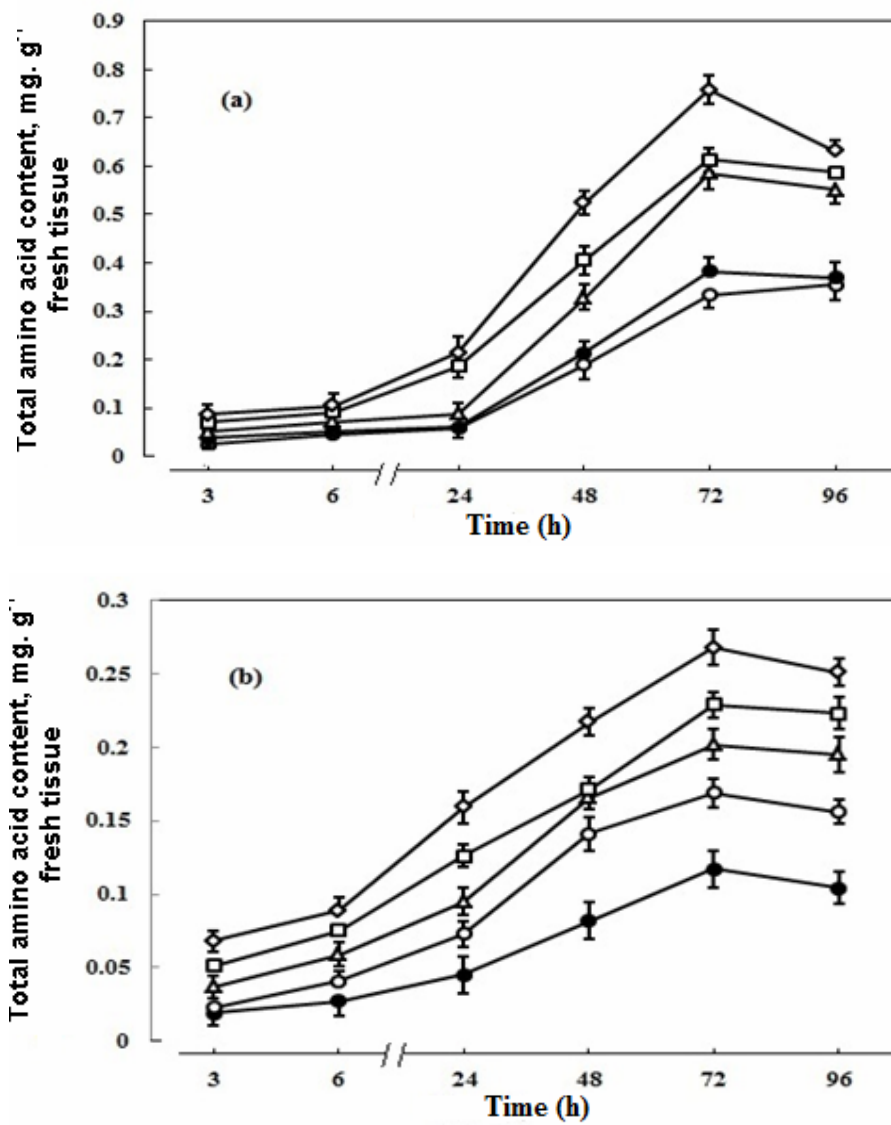 Total amino acid content, mg. g⁻¹
fresh tissue
0.9
0.8
0.7
0.6
0.5
0.4
0.3
0.2
0.1
0
(a)
3 6 24 48 72 96
Time (h)
Total amino acid content, mg. g⁻¹
fresh tissue
0.3
0.25
0.2
0.15
0.1
0.05
0
(b)
3 6 24 48 72 96
Time (h)